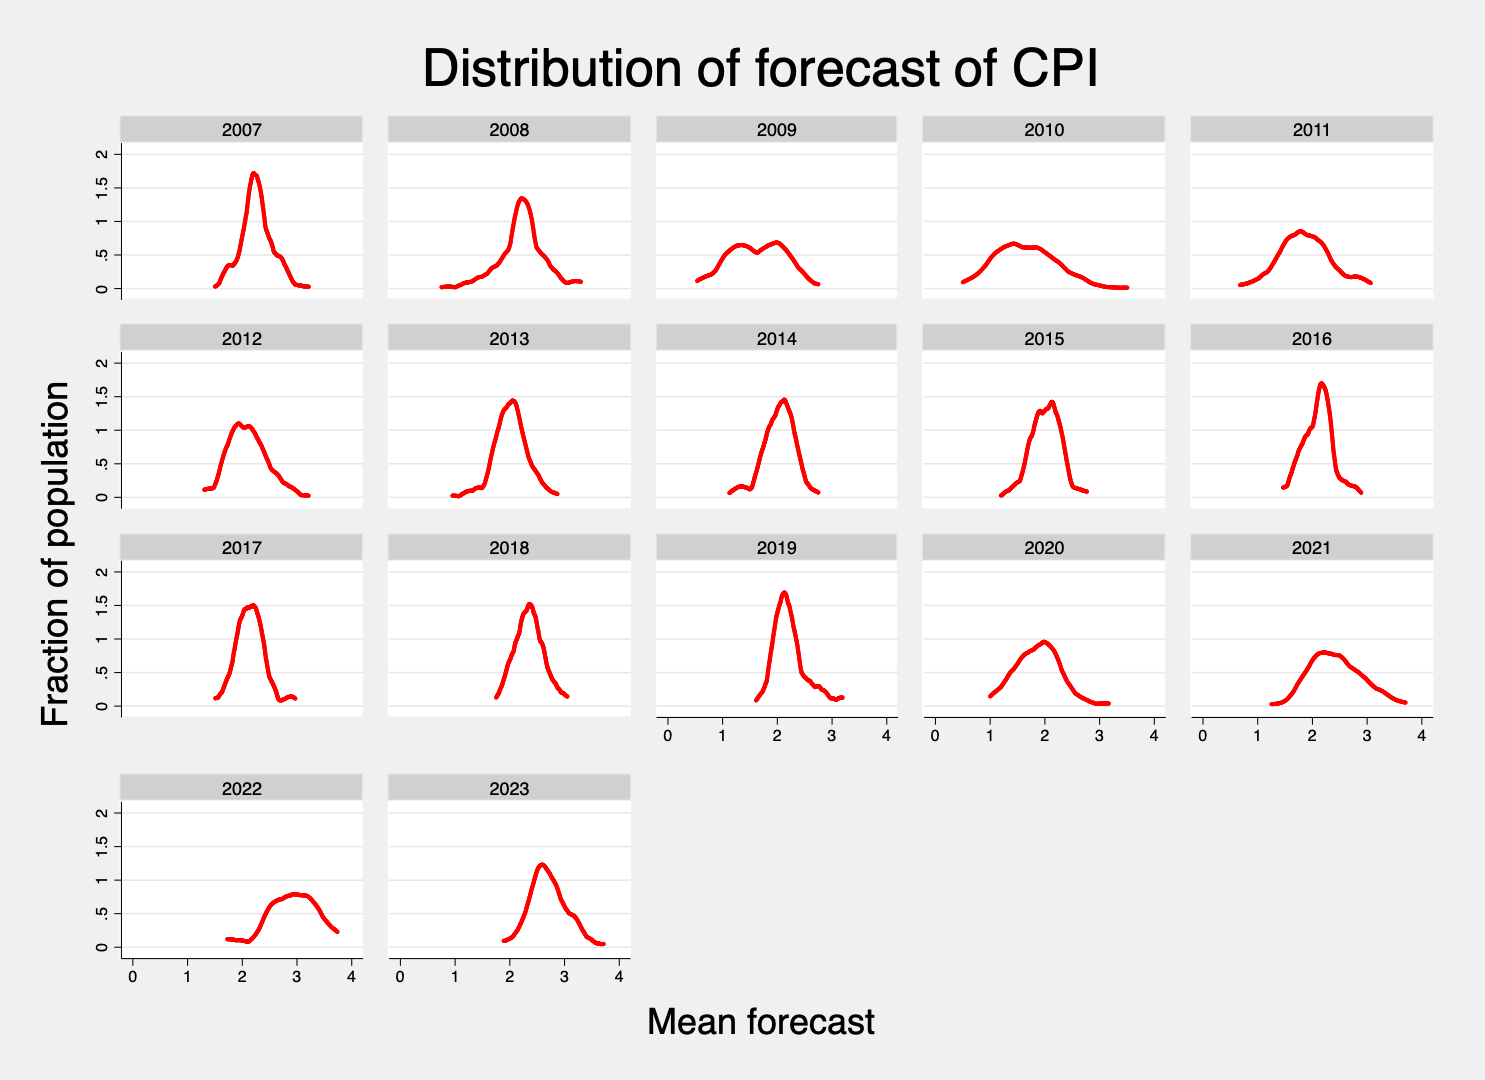 Distribution of forecast of CPI
2007 2008 2009 2010 2011
2
1.5
1
.5
0
2012 2013 2014 2015 2016
2
1.5
1
.5
0
2017 2018 2019 2020 2021
2
1.5
1
.5
0
0 1 2 3 4 0 1 2 3 4 0 1 2 3 4
2022 2023
2
1.5
1
.5
0
0 1 2 3 4 0 1 2 3 4
Fraction of population
Mean forecast